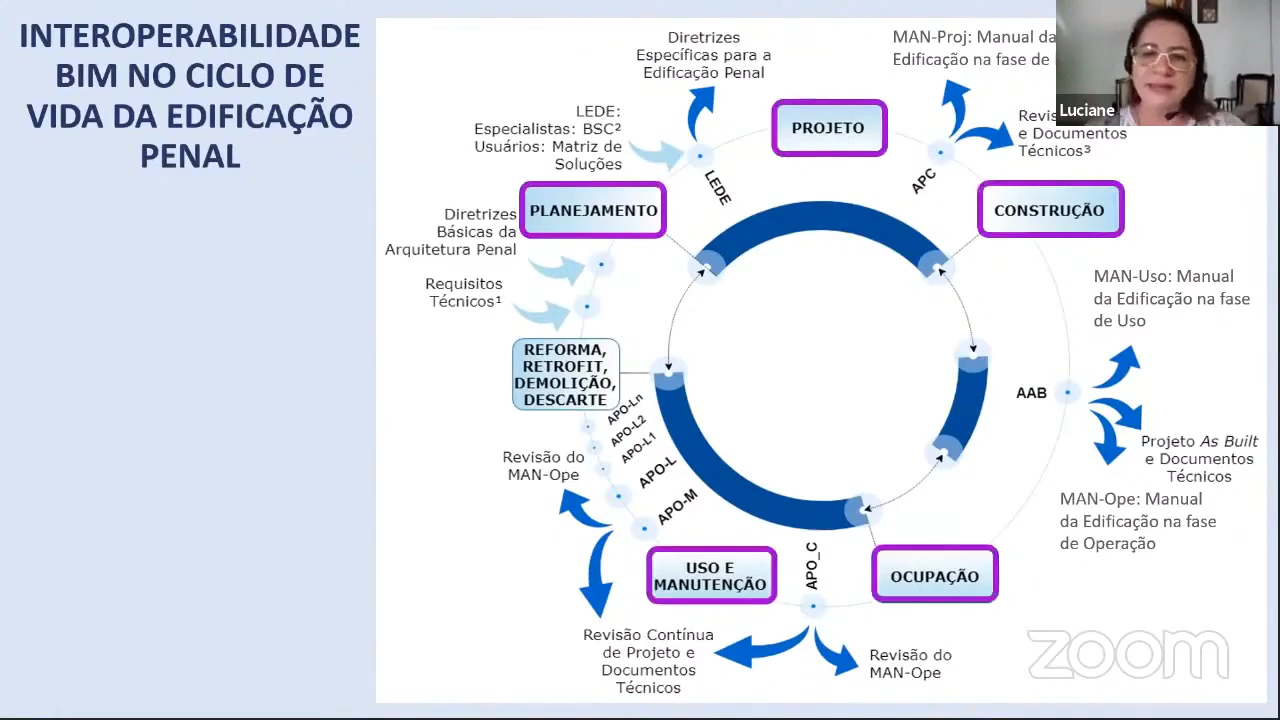 INTEROPERABILIDADE
BIM NO CICLO DE
VIDA DA EDIFICAÇÃO
PENAL
Diretrizes
Específicas para a
Edificação Penal
MAN-Proj: Manual da
Edificação na fase de
Luciane
LEDE:
Especialistas: BSC²
Usuários: Matriz de
Soluções
PROJETO
e Documentos
Técnicos³
LEDE
APC
PLANEJAMENTO
CONSTRUÇÃO
Diretrizes
Básicas da
Arquitetura Penal
Requisitos
Técnicos¹
MAN-Uso: Manual
da Edificação na fase
de Uso
REFORMA,
RETROFIT,
DEMOLIÇÃO,
DESCARTE
AAB
APO-Ln
APO-L2
APO-L1
APO-L
APO-M
Projeto As Built
e Documentos
Técnicos
Revisão do
MAN-Ope
MAN-Ope: Manual
da Edificação na fase
de Operação
USO E
MANUTENÇÃO
APO_C
OCUPAÇÃO
Revisão Contínua
de Projeto e
Documentos
Técnicos
Revisão do
MAN-Ope
zoom